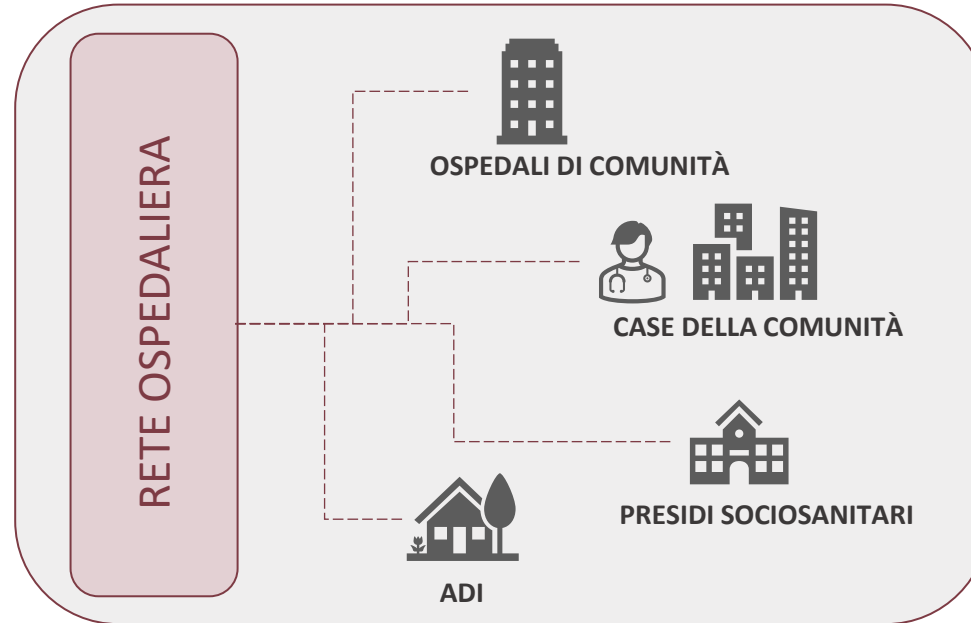 RETE OSPEDALIERA
OSPEDALI DI COMUNITÀ
CASE DELLA COMUNITÀ
PRESIDI SOCIOSANITARI
ADI